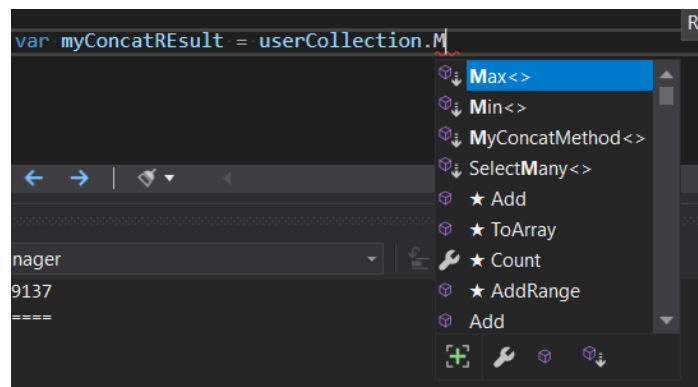 R
var myConcatREsult = userCollection.M
Max<>
Min<>
MyConcatMethod<>
SelectMany<>
★ Add
★ ToArray
★ Count
★ AddRange
Add
nager
9137
====